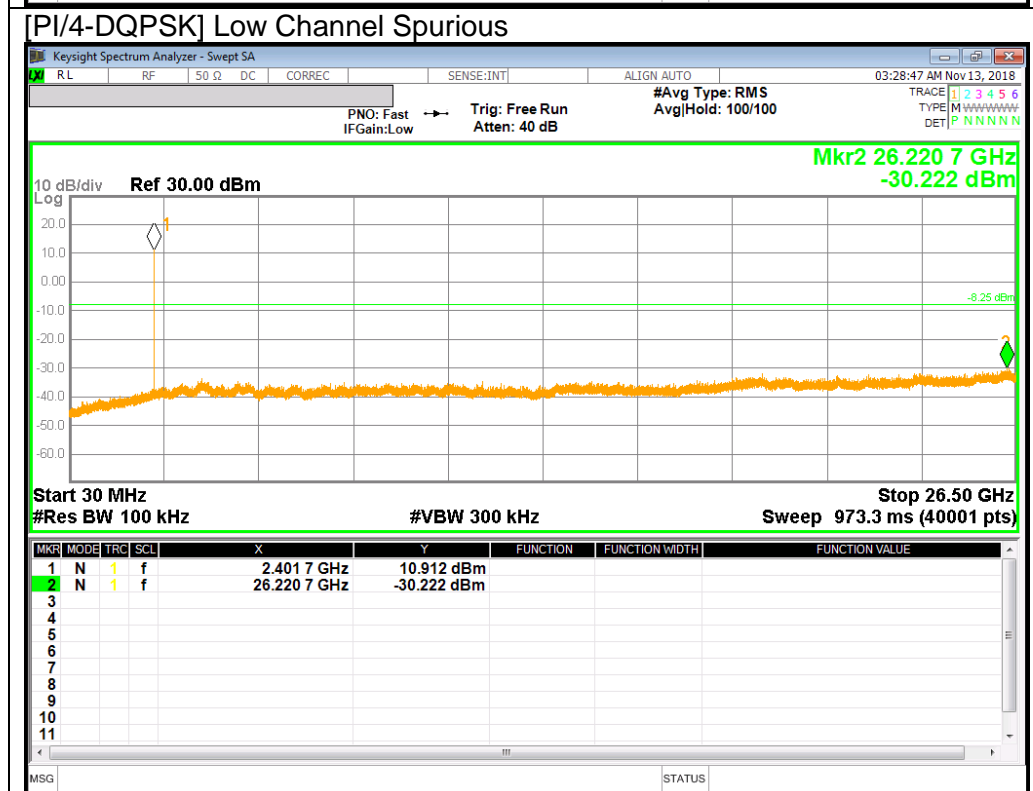 [PI/4-DQPSK] Low Channel Spurious
Keysight Spectrum Analyzer - Swept SA
LXI RL RF 50 Ω DC CORREC SENSE:INT ALIGN AUTO 03:28:47 AM Nov 13, 2018
#Avg Type: RMS TRACE 1 2 3 4 5 6
PNO: Fast Trig: Free Run Avg|Hold: 100/100 TYPE M WWWWW
IFGain:Low Atten: 40 dB DET P N N N N N
Mkr2 26.220 7 GHz
10 dB/div Ref 30.00 dBm -30.222 dBm
Log
20.0
1
10.0
0.00
-8.25 dBm
-10.0
-20.0
2
-30.0
-40.0
-50.0
-60.0
Start 30 MHz Stop 26.50 GHz
#Res BW 100 kHz #VBW 300 kHz Sweep 973.3 ms (40001 pts)
MKR MODE TRC SCL X Y FUNCTION FUNCTION WIDTH FUNCTION VALUE
1 N 1 f 2.401 7 GHz 10.912 dBm
2 N 1 f 26.220 7 GHz -30.222 dBm
3
4
5
6
7
8
9
10
11
MSG STATUS